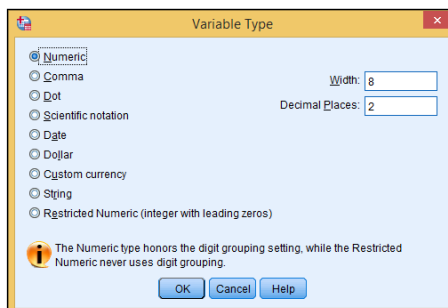 Variable Type
Numeric
Comma
Dot
Scientific notation
Date
Dollar
Custom currency
String
Restricted Numeric (integer with leading zeros)
Width: 8
Decimal Places: 2
The Numeric type honors the digit grouping setting, while the Restricted
Numeric never uses digit grouping.
OK Cancel Help